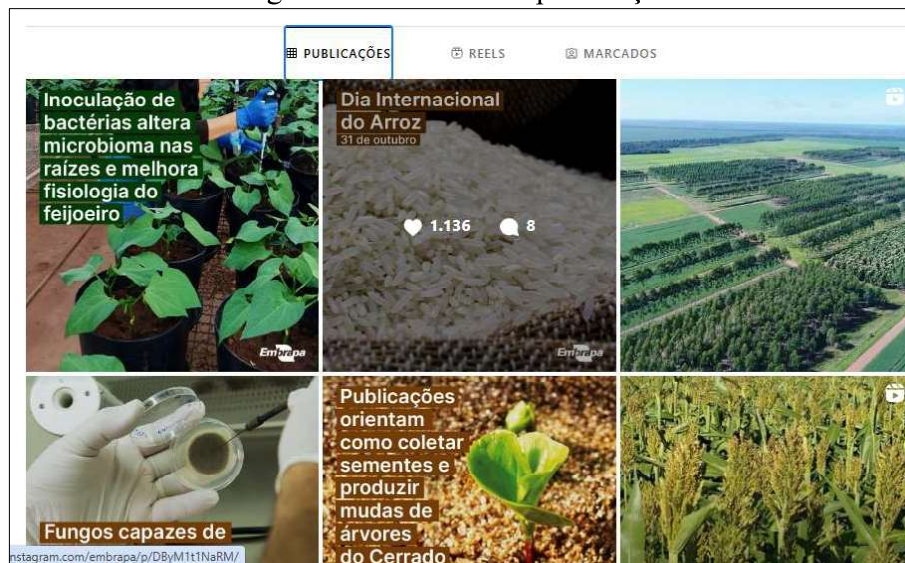 PUBLICAÇÕES
REELS
MARCADOS
Inoculação de
bactérias altera
microbioma nas
raízes e melhora
fisiologia do
feijoeiro
Embrapa
Dia Internacional
do Arroz
31 de outubro
1.136
8
Embrapa
Fungos capazes de
Publicações
orientam
como coletar
sementes e
produzir
mudas de
árvores
do Cerrado
nstagram.com/embrapa/p/DByM1t1NaRM/